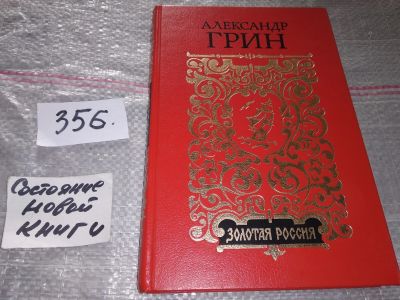 АЛЕКСАНДР
ГРИН
ЗОЛОТАЯ РОССИЯ
356.
Состояние
новой
книги